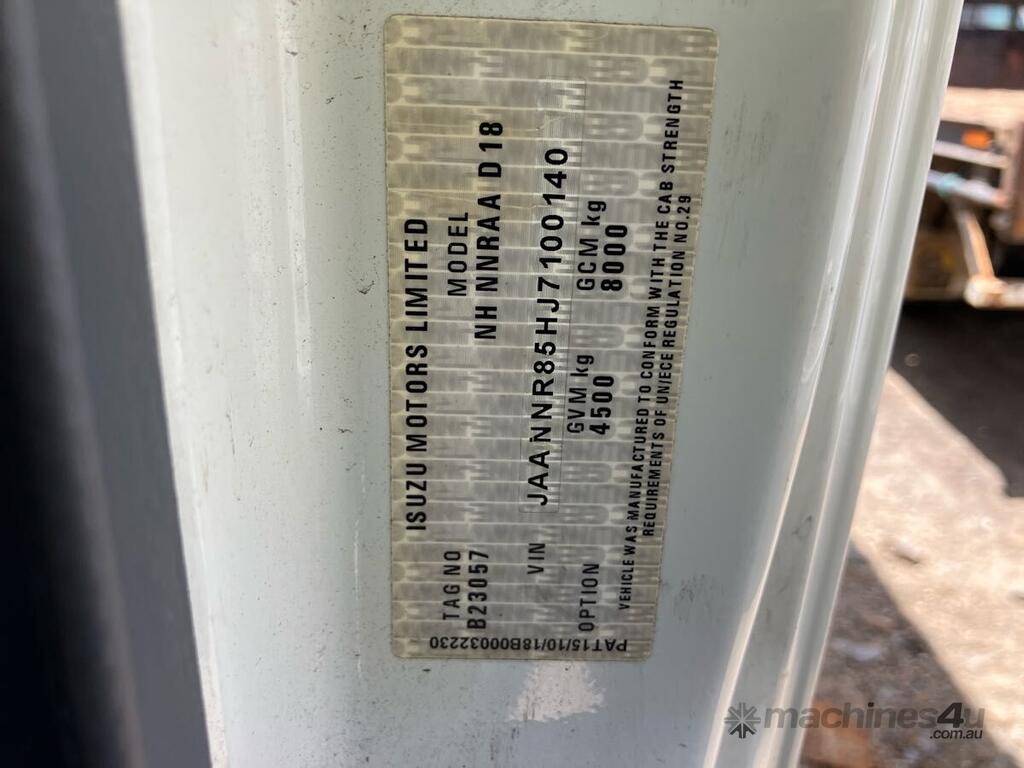 ISUZU MOTORS LIMITED
TAG NO MODEL
B23057 NH NNRAA D18
VIN JAANNR85HJ7100140
OPTION GVM kg GCM kg
4500 8000
VEHICLE WAS MANUFACTURED TO CONFORM WITH THE CAB STRENGTH
REQUIREMENTS OF UN/ECE REGULATION NO.29
PAT15/10/18B00032230
machines4u
.com.au